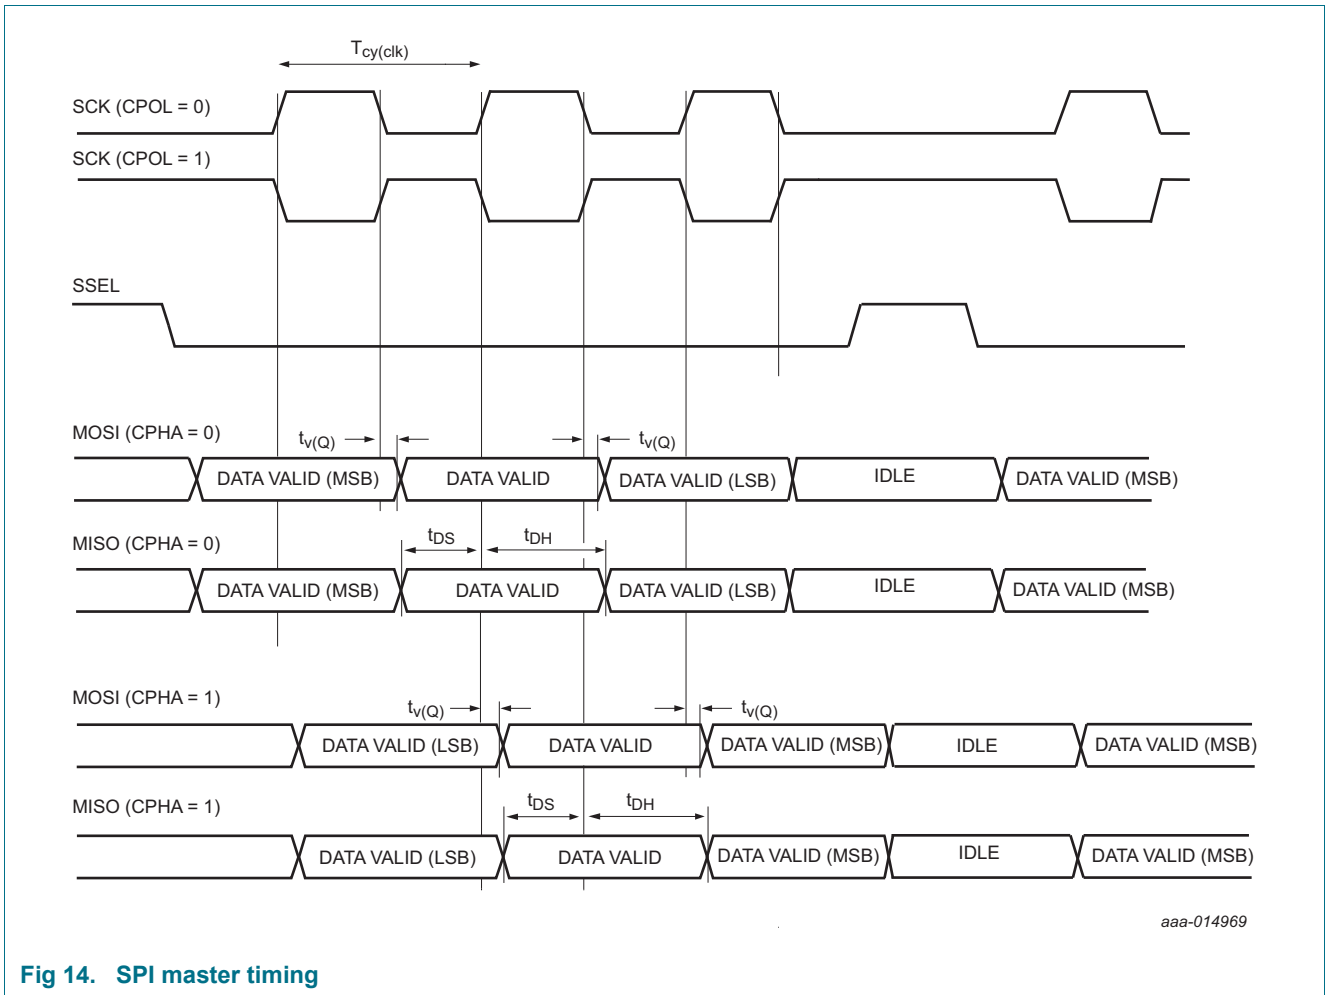 Tcy(clk)
SCK (CPOL = 0)
SCK (CPOL = 1)
SSEL
MOSI (CPHA = 0)
tv(Q)
tv(Q)
DATA VALID (MSB)
DATA VALID
DATA VALID (LSB)
IDLE
DATA VALID (MSB)
MISO (CPHA = 0)
tDS
tDH
DATA VALID (MSB)
DATA VALID
DATA VALID (LSB)
IDLE
DATA VALID (MSB)
MOSI (CPHA = 1)
tv(Q)
tv(Q)
DATA VALID (LSB)
DATA VALID
DATA VALID (MSB)
IDLE
DATA VALID (MSB)
MISO (CPHA = 1)
tDS
tDH
DATA VALID (LSB)
DATA VALID
DATA VALID (MSB)
IDLE
DATA VALID (MSB)
aaa-014969
Fig 14. SPI master timing